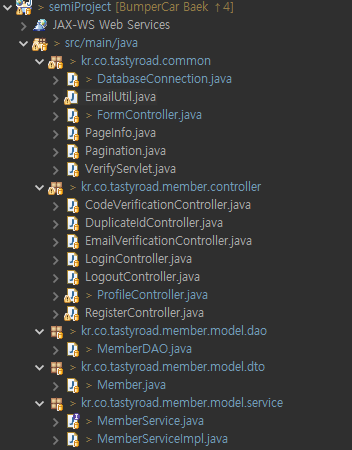 > semiProject [BumperCar Baek ↑4]
JAX-WS Web Services
> src/main/java
> kr.co.tastyroad.common
> DatabaseConnection.java
EmailUtil.java
> FormController.java
PageInfo.java
Pagination.java
VerifyServlet.java
> kr.co.tastyroad.member.controller
CodeVerificationController.java
DuplicateIdController.java
EmailVerificationController.java
LoginController.java
LogoutController.java
> ProfileController.java
RegisterController.java
> kr.co.tastyroad.member.model.dao
> MemberDAO.java
> kr.co.tastyroad.member.model.dto
> Member.java
> kr.co.tastyroad.member.model.service
> MemberService.java
> MemberServiceImpl.java